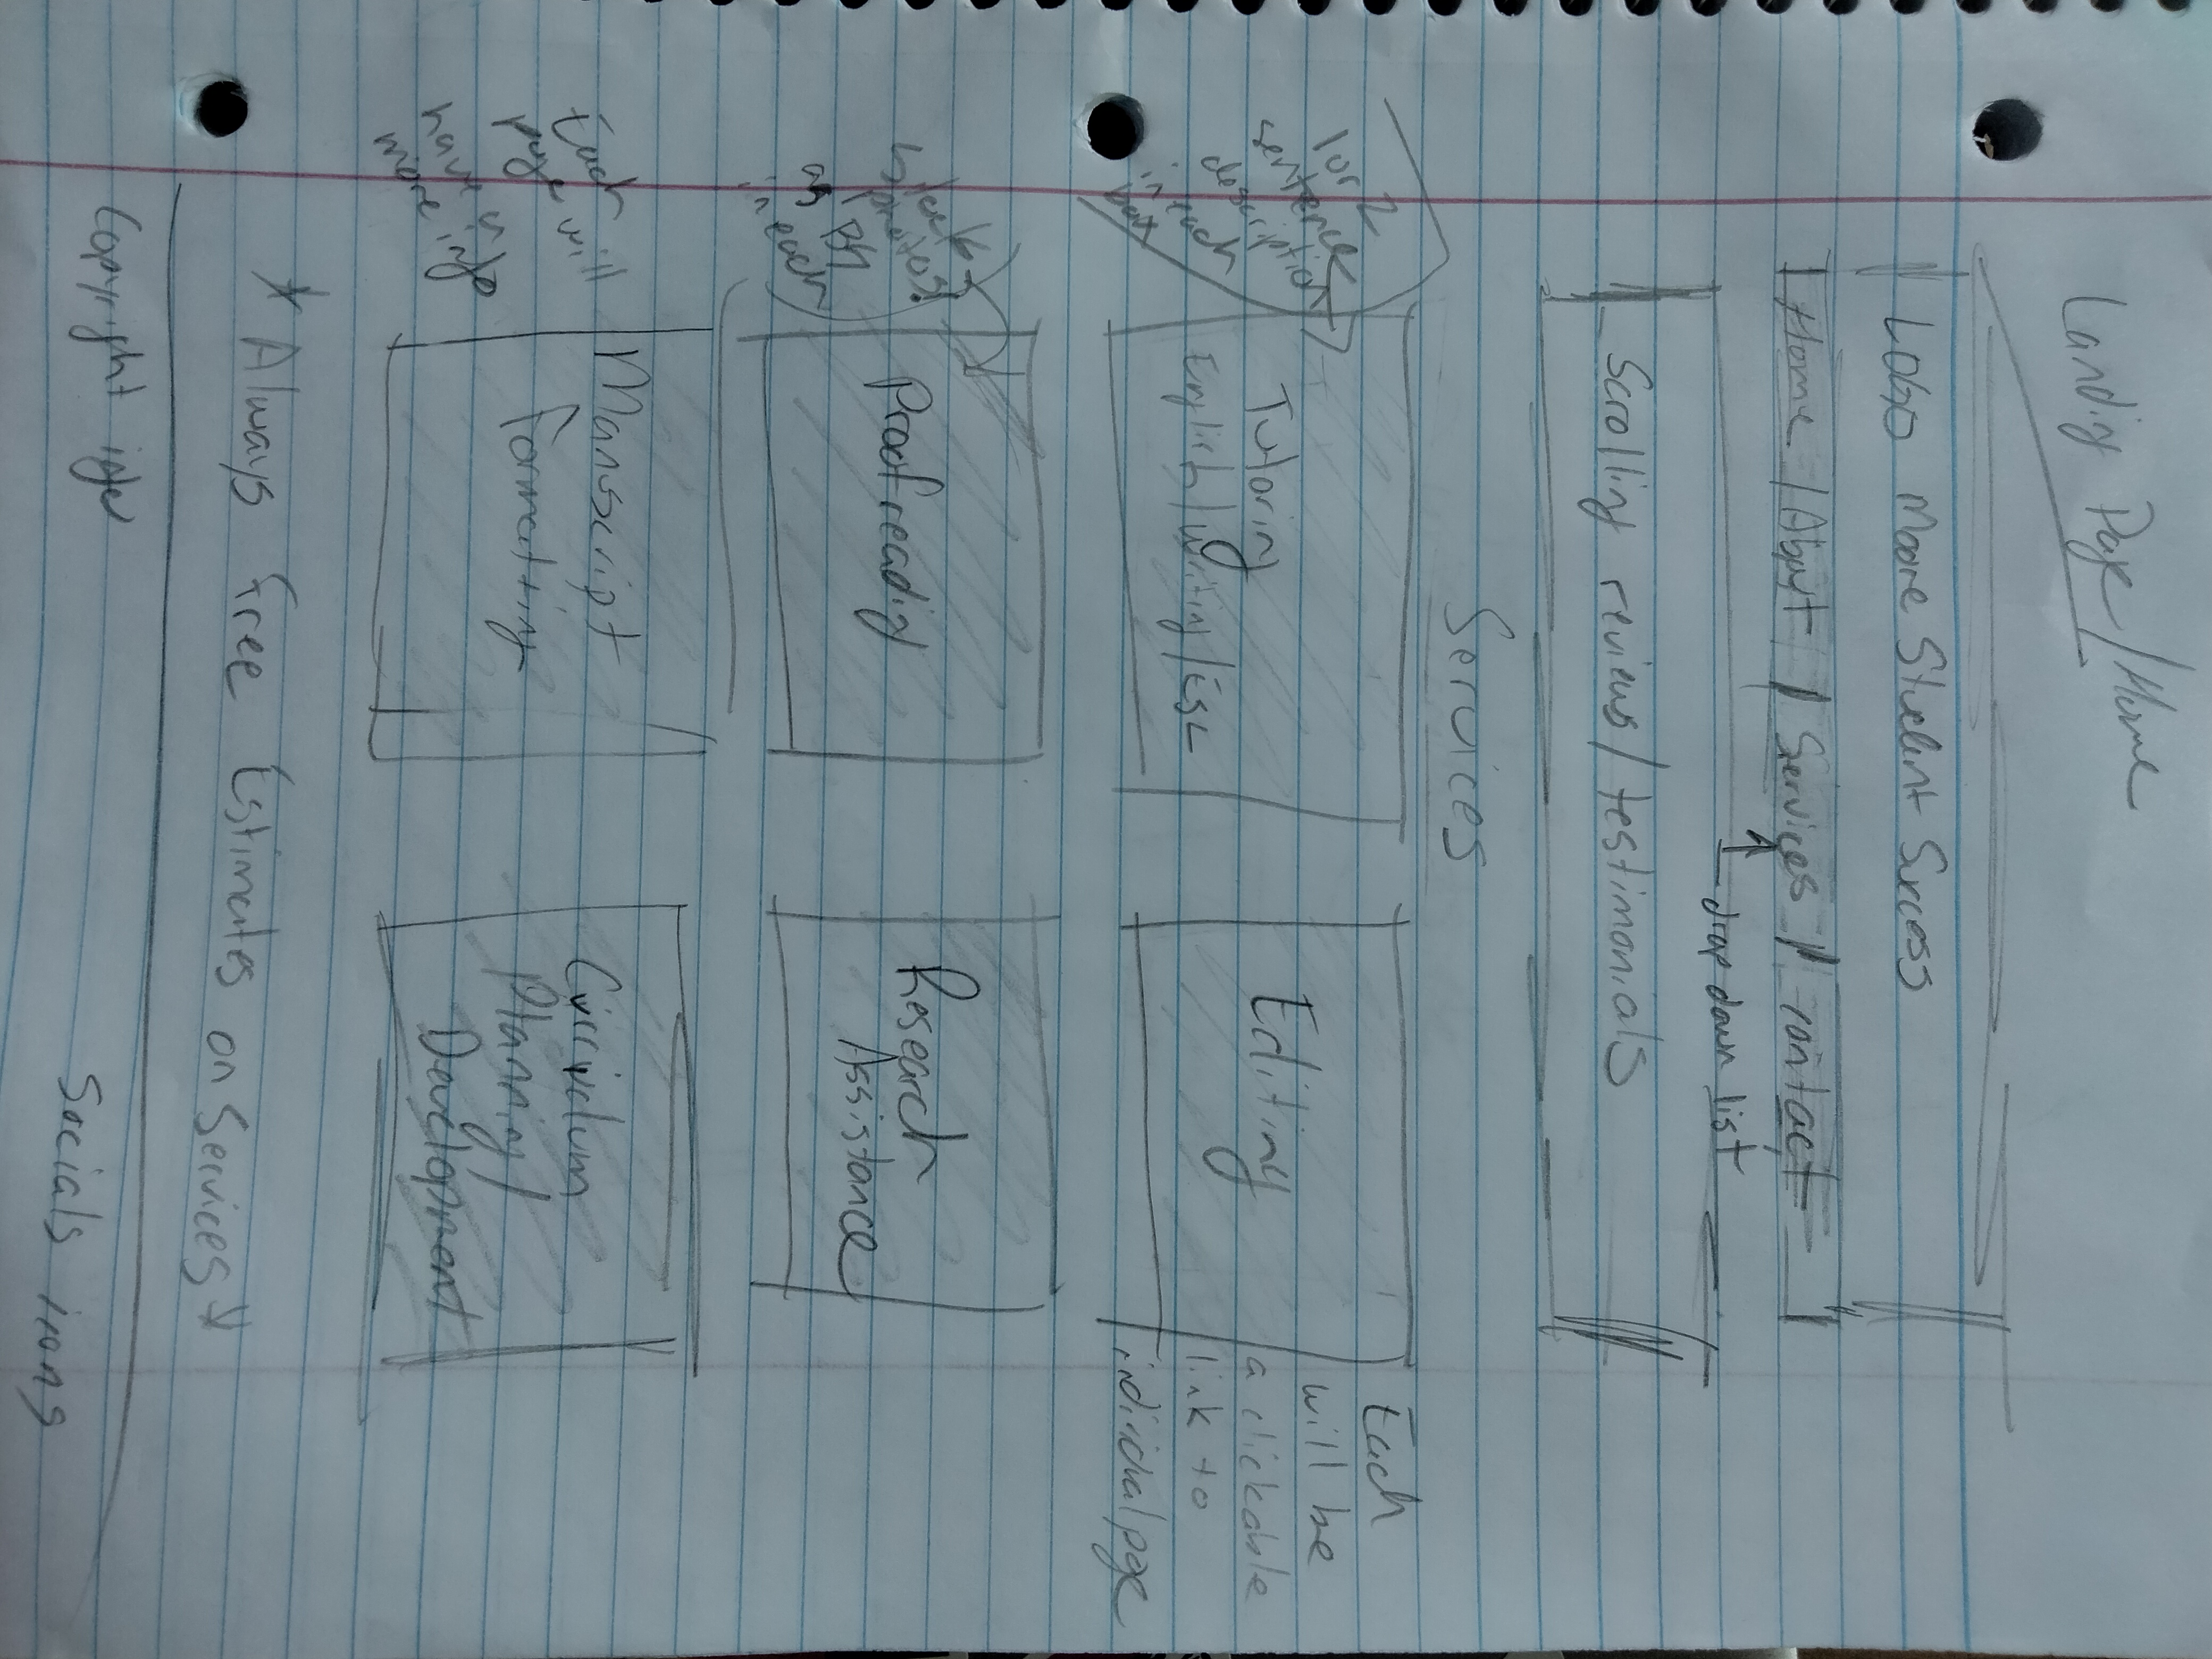 Landing Page/Home
LOGO Moore Student Success
Home / About / Services / contact
drop down list
Scrolling reviews/testimonials
Services
1 or 2
sentence
description
in each
box
Tutoring
English/Writing/ESL
Editing
Each
will be
a clickable
link to
individual page
Stock
photos!
as BG
in each
Proofreading
Research
Assistance
Each
page will
have
more info
Manuscript
Formatting
Curriculum
Planning/
Development
* Always Free Estimates on Services *
Copyright info
Socials icons